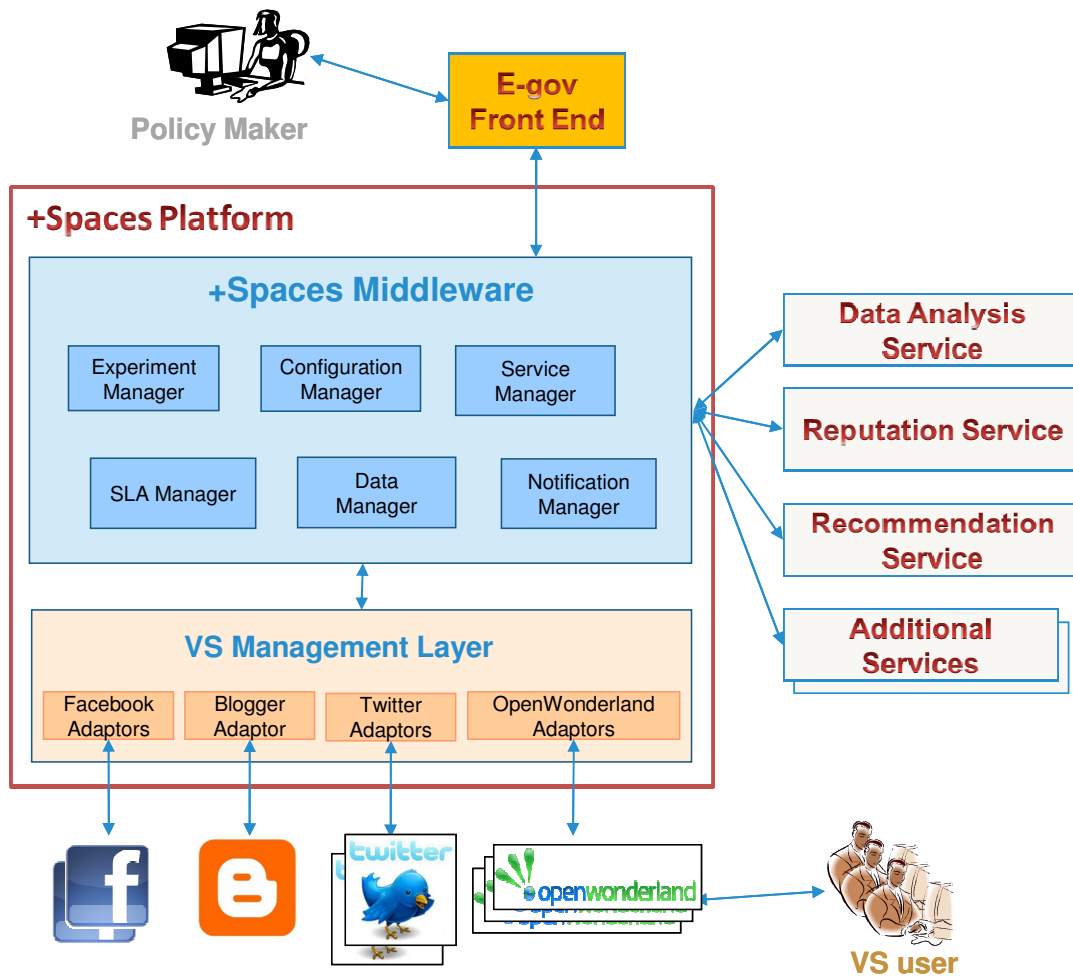 E-gov
Front End
Policy Maker
+Spaces Platform
+Spaces Middleware
Experiment
Manager
Configuration
Manager
Service
Manager
SLA Manager
Data
Manager
Notification
Manager
Data Analysis
Service
Reputation Service
Recommendation
Service
Additional
Services
VS Management Layer
Facebook
Adaptors
Blogger
Adaptor
Twitter
Adaptors
OpenWonderland
Adaptors
twitter
openwonderland
VS user